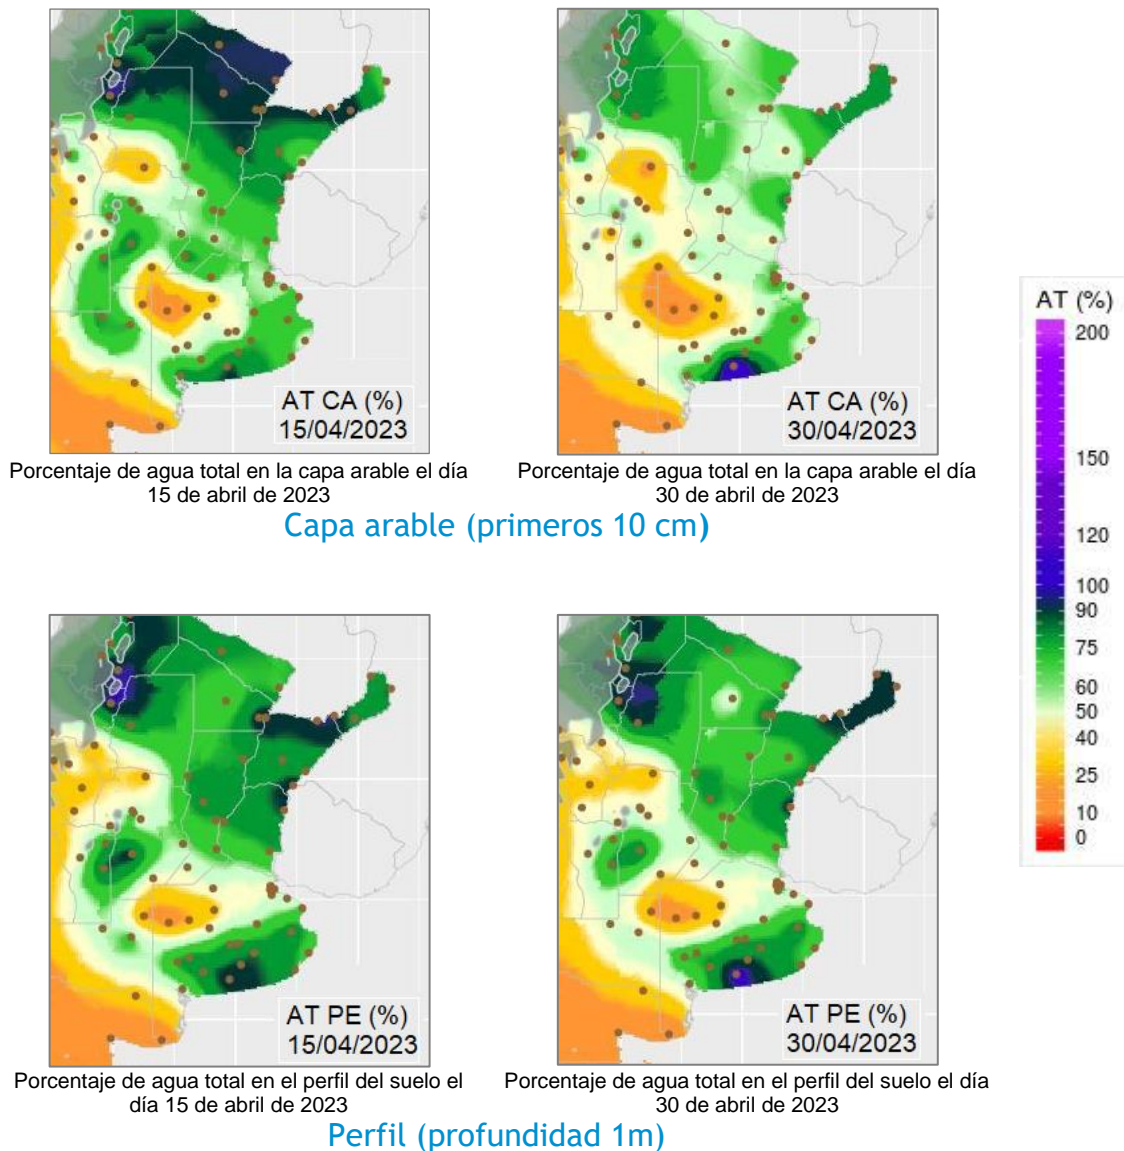 AT CA (%)
15/04/2023
AT CA (%)
30/04/2023
Porcentaje de agua total en la capa arable el día
15 de abril de 2023
Porcentaje de agua total en la capa arable el día
30 de abril de 2023
Capa arable (primeros 10 cm)
AT (%)
200
150
120
100
90
75
60
50
40
25
10
0
AT PE (%)
15/04/2023
AT PE (%)
30/04/2023
Porcentaje de agua total en el perfil del suelo el
día 15 de abril de 2023
Porcentaje de agua total en el perfil del suelo el día
30 de abril de 2023
Perfil (profundidad 1m)